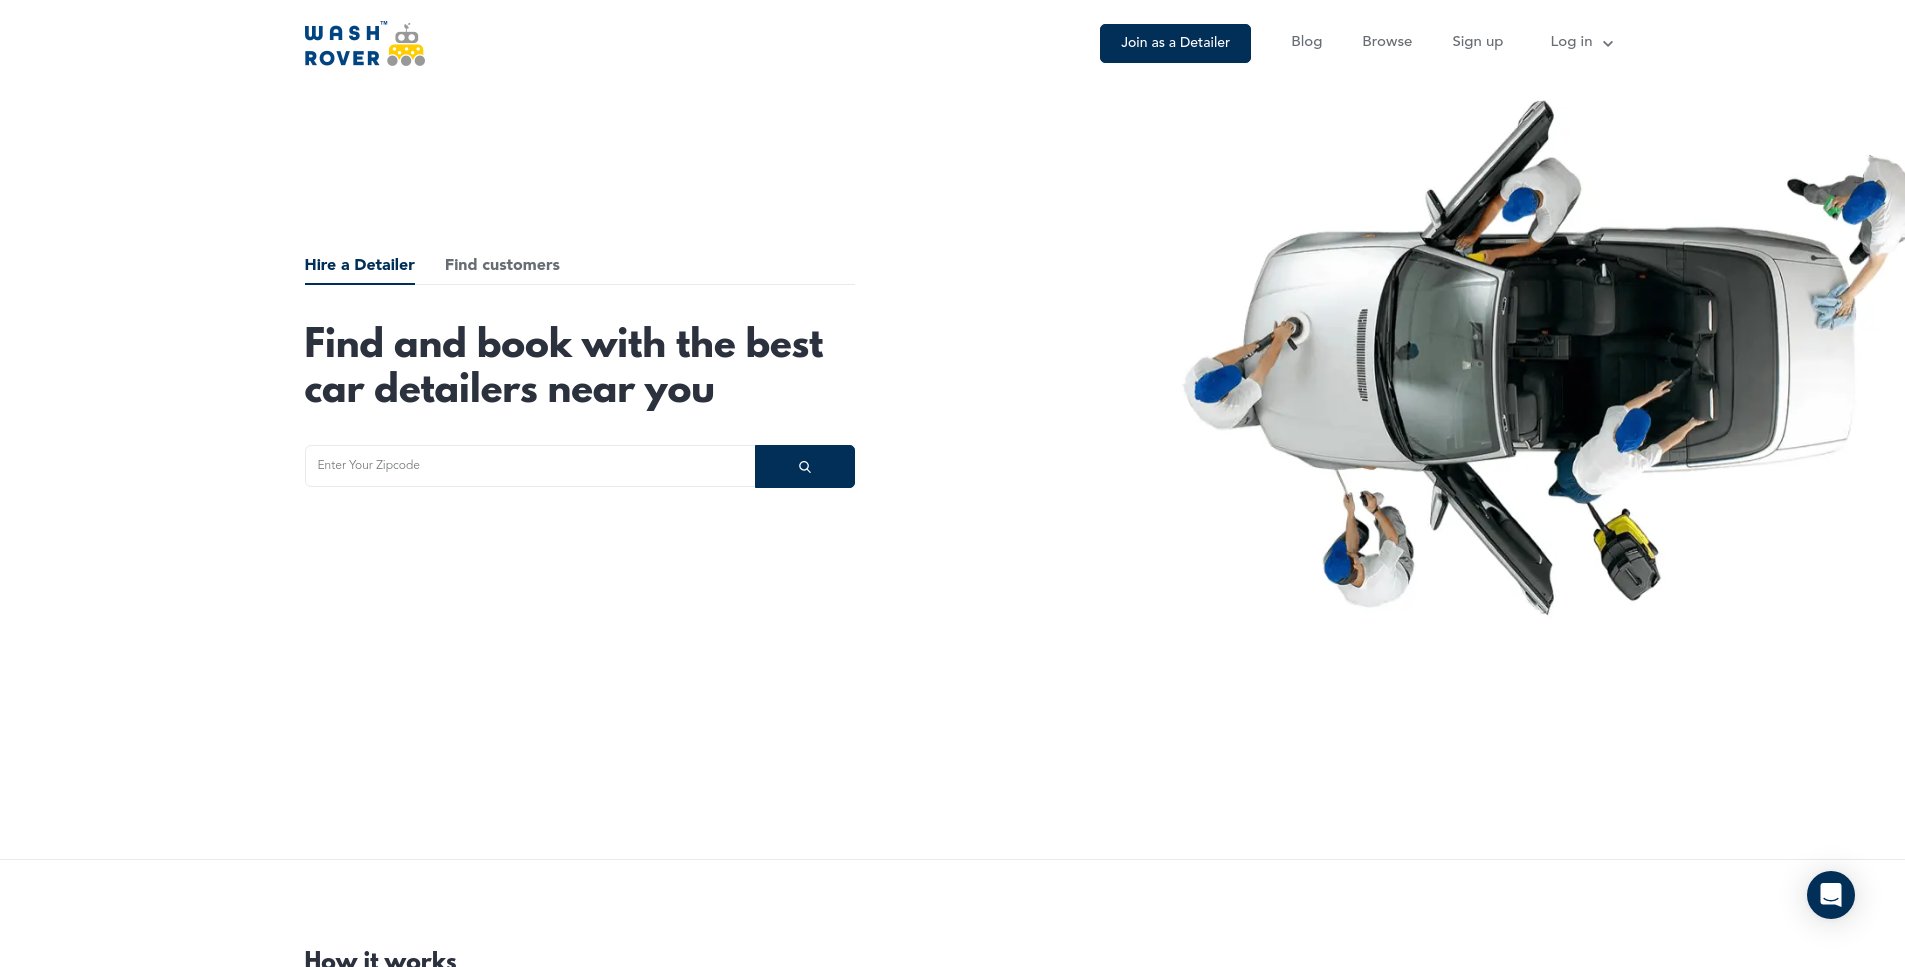 WASH™
ROVER
Join as a Detailer
Blog
Browse
Sign up
Log in
Hire a Detailer
Find customers
Find and book with the best
car detailers near you
Enter Your Zipcode
How it works